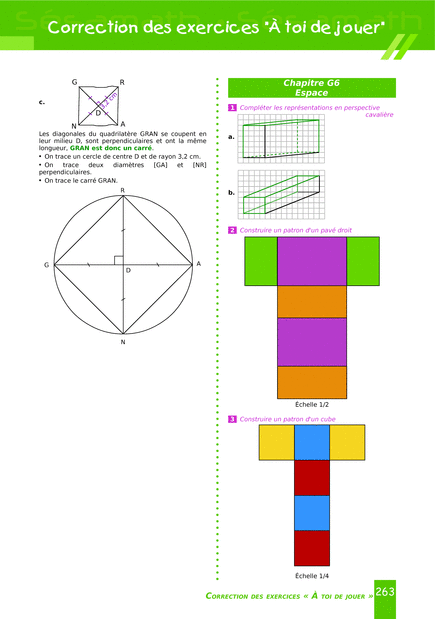 Correction des exercices "À toi de jouer"
c.
G R
3,2 cm
D
N A
Les diagonales du quadrilatère GRAN se coupent en
leur milieu D, sont perpendiculaires et ont la même
longueur, GRAN est donc un carré.
• On trace un cercle de centre D et de rayon 3,2 cm.
• On trace deux diamètres [GA] et [NR]
perpendiculaires.
• On trace le carré GRAN.
R
G A
D
N
Chapitre G6
Espace
1 Compléter les représentations en perspective
cavalière
a.
b.
2 Construire un patron d'un pavé droit
Échelle 1/2
3 Construire un patron d'un cube
Échelle 1/4
CORRECTION DES EXERCICES « À TOI DE JOUER » 263